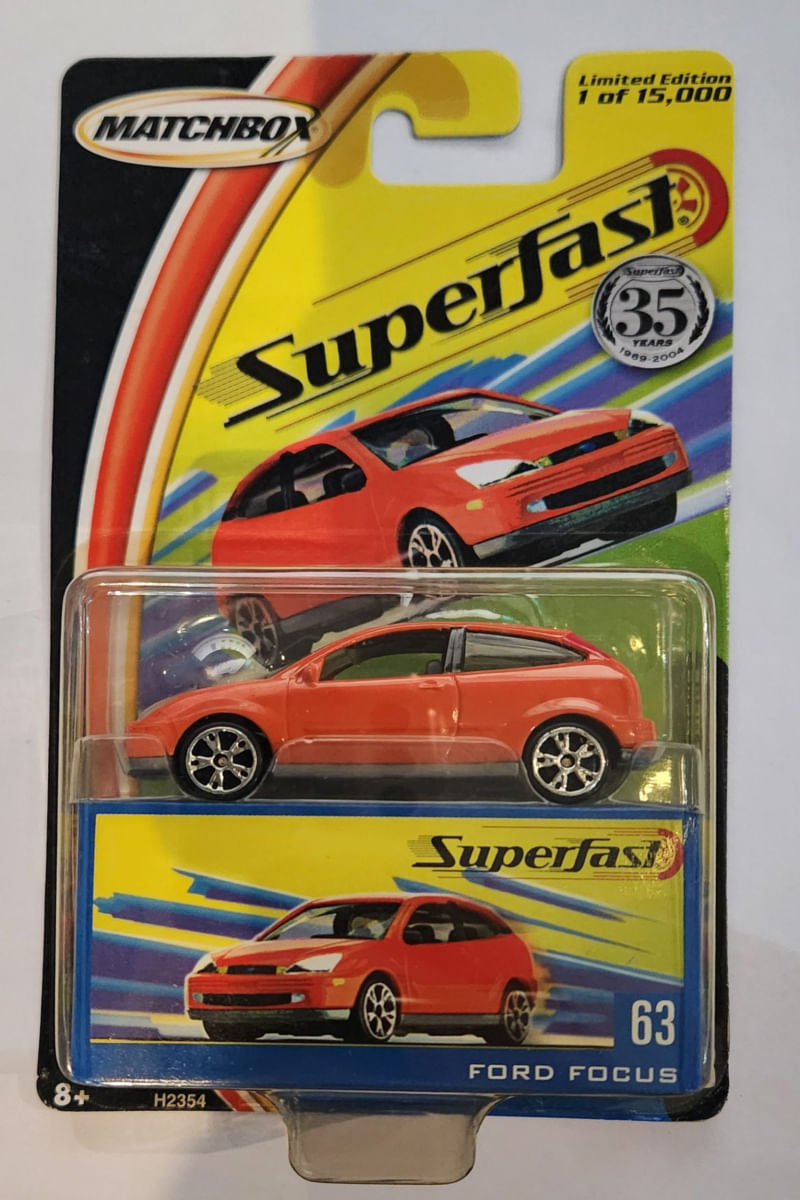 MATCHBOX
Limited Edition
1 of 15,000
Superfast®
Superfast
35
YEARS
1969-2004
Superfast
63
FORD FOCUS
8+
H2354